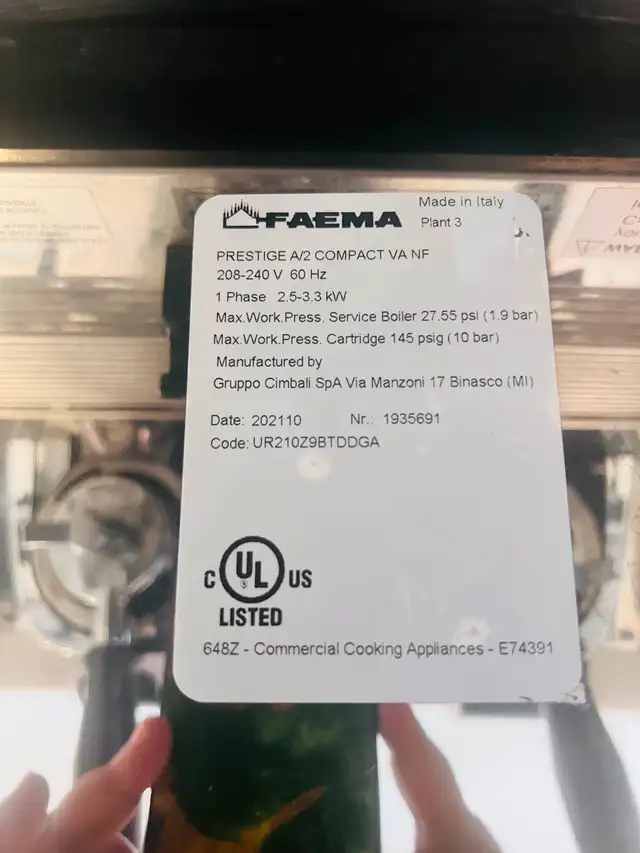 FAEMA
Made in Italy
Plant 3
PRESTIGE A/2 COMPACT VA NF
208-240 V 60 Hz
1 Phase 2.5-3.3 kW
Max.Work.Press. Service Boiler 27.55 psi (1.9 bar)
Max.Work.Press. Cartridge 145 psig (10 bar)
Manufactured by
Gruppo Cimbali SpA Via Manzoni 17 Binasco (MI)
Date: 202110 Nr.: 1935691
Code: UR210Z9BTDDGA
C UL US
LISTED
648Z - Commercial Cooking Appliances - E74391